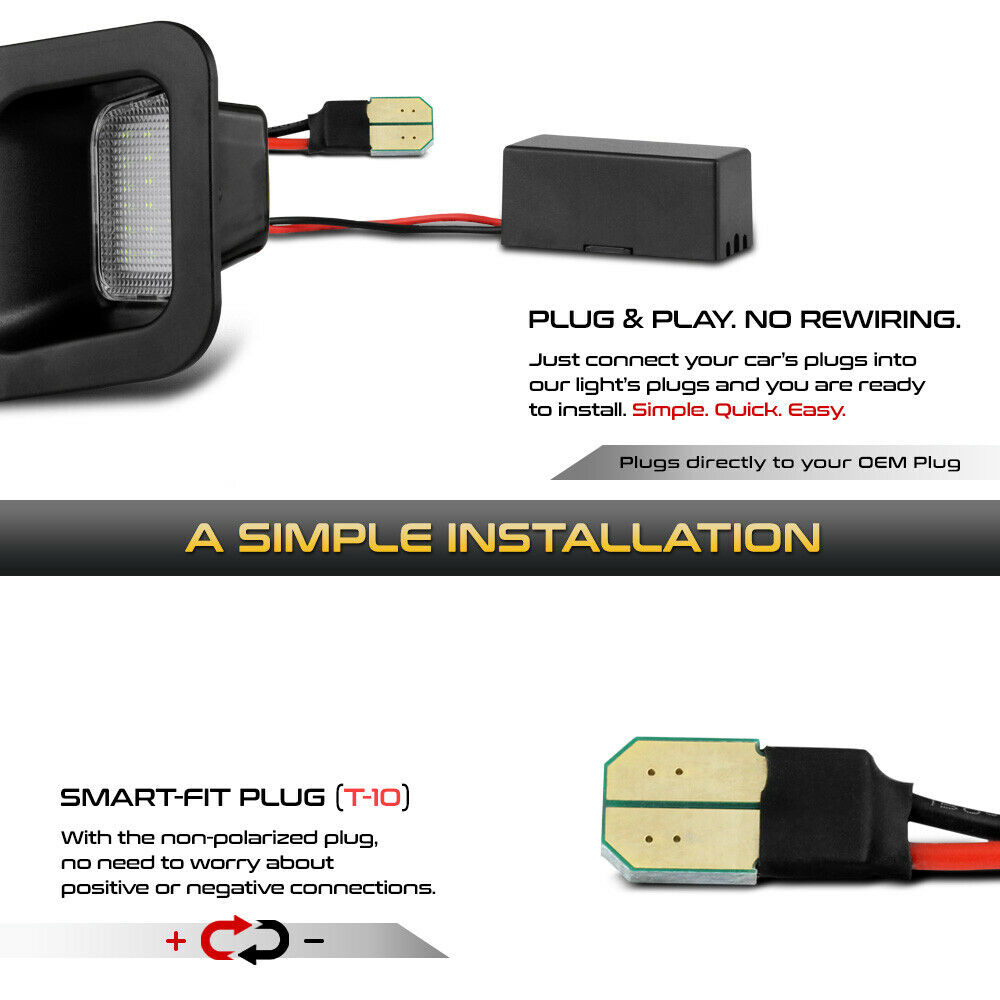 PLUG & PLAY. NO REWIRING.
Just connect your car's plugs into
our light's plugs and you are ready
to install. Simple. Quick. Easy.
Plugs directly to your OEM Plug
A SIMPLE INSTALLATION
SMART-FIT PLUG (T-10)
With the non-polarized plug,
no need to worry about
positive or negative connections.
+ -